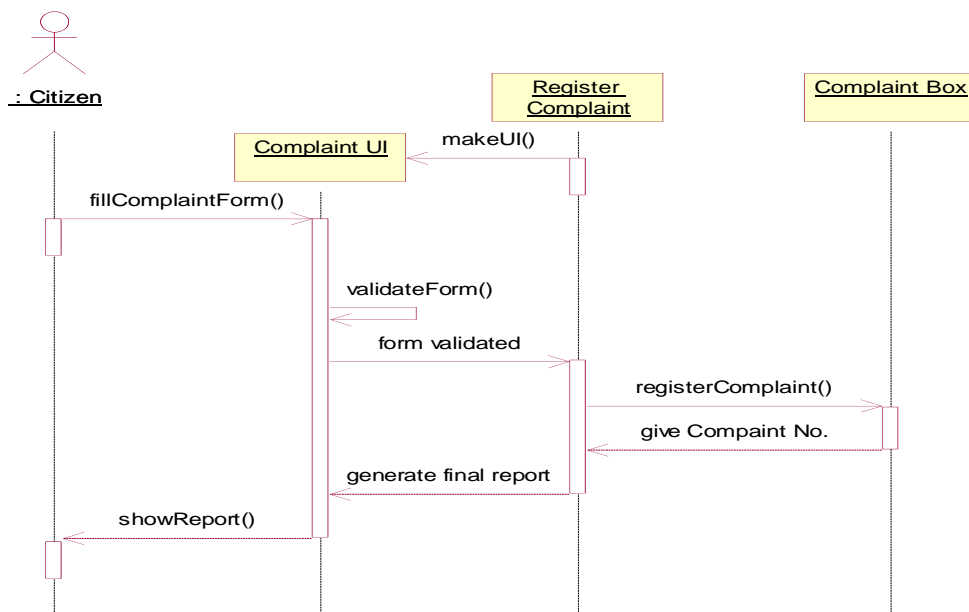 : Citizen
Register
Complaint
Complaint Box
Complaint UI
makeUI()
fillComplaintForm()
validateForm()
form validated
registerComplaint()
give Compaint No.
generate final report
showReport()